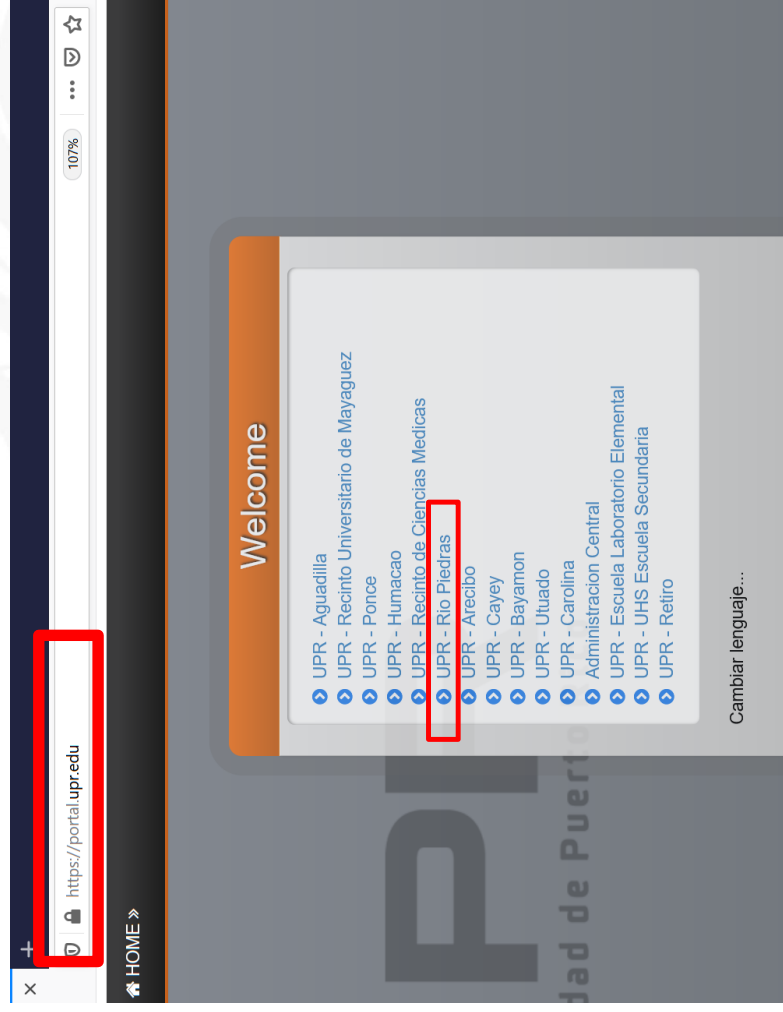 https://portal.upr.edu
107%
HOME »
Welcome
UPR - Aguadilla
UPR - Recinto Universitario de Mayaguez
UPR - Ponce
UPR - Humacao
UPR - Recinto de Ciencias Medicas
UPR - Rio Piedras
UPR - Arecibo
UPR - Cayey
UPR - Bayamon
UPR - Utuado
UPR - Carolina
Administracion Central
UPR - Escuela Laboratorio Elemental
UPR - UHS Escuela Secundaria
UPR - Retiro
Cambiar lenguaje...
dad de Puerto